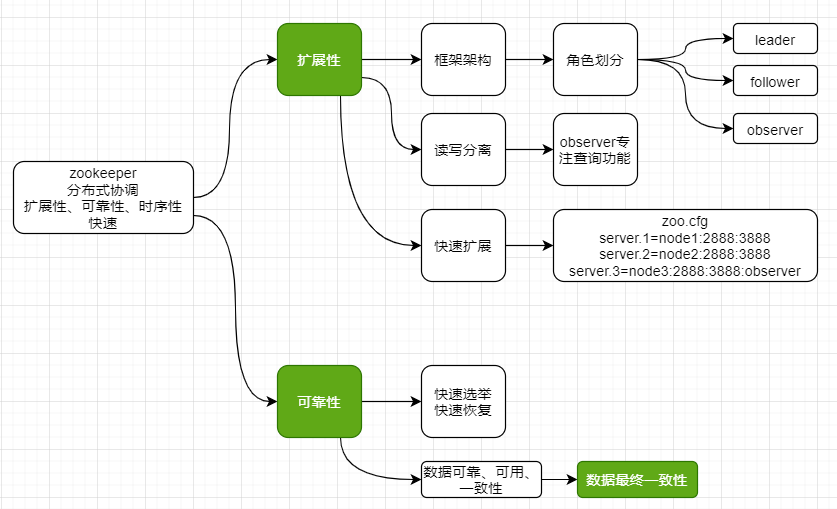 zookeeper
分布式协调
扩展性、可靠性、时序性
快速
扩展性
框架架构
角色划分
leader
follower
observer
读写分离
observer专
注查询功能
快速扩展
zoo.cfg
server.1=node1:2888:3888
server.2=node2:2888:3888
server.3=node3:2888:3888:observer
可靠性
快速选举
快速恢复
数据可靠、可用、
一致性
数据最终一致性